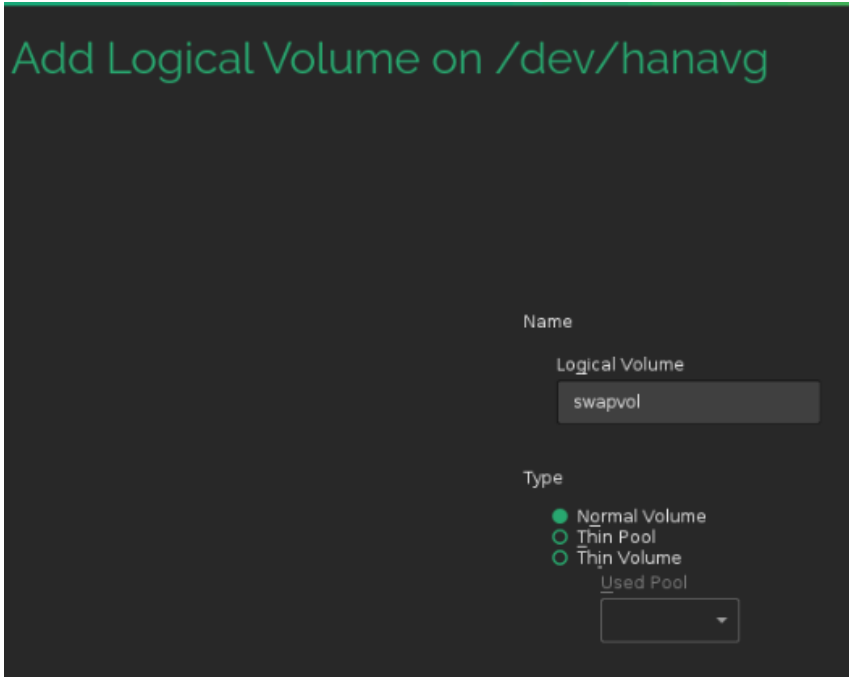 Add Logical Volume on /dev/hanavg
Name
Logical Volume
swapvol
Type
Normal Volume
Thin Pool
Thin Volume
Used Pool